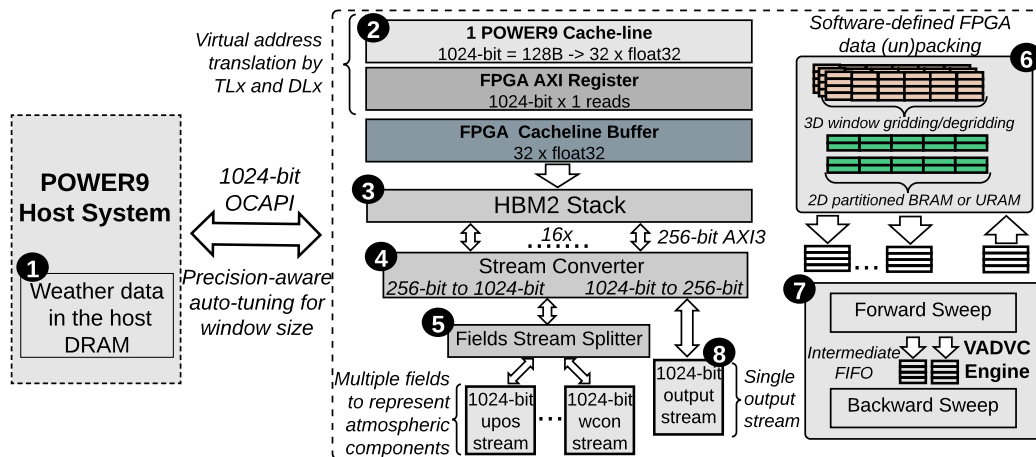 POWER9
Host System
1
Weather data
in the host
DRAM
1024-bit
OCAPI
Precision-aware
auto-tuning for
window size
Virtual address
translation by
TLx and DLx
2
1 POWER9 Cache-line
1024-bit = 128B -> 32 x float32
FPGA AXI Register
1024-bit x 1 reads
FPGA Cacheline Buffer
32 x float32
3
HBM2 Stack
16x
256-bit AXI3
4
Stream Converter
256-bit to 1024-bit
1024-bit to 256-bit
5
Fields Stream Splitter
Multiple fields
to represent
atmospheric
components
1024-bit
upos
stream
...
1024-bit
wcon
stream
8
1024-bit
output
stream
Single
output
stream
Software-defined FPGA
data (un)packing
6
3D window gridding/degridding
2D partitioned BRAM or URAM
...
7
Forward Sweep
Intermediate
FIFO
VADVC
Engine
Backward Sweep